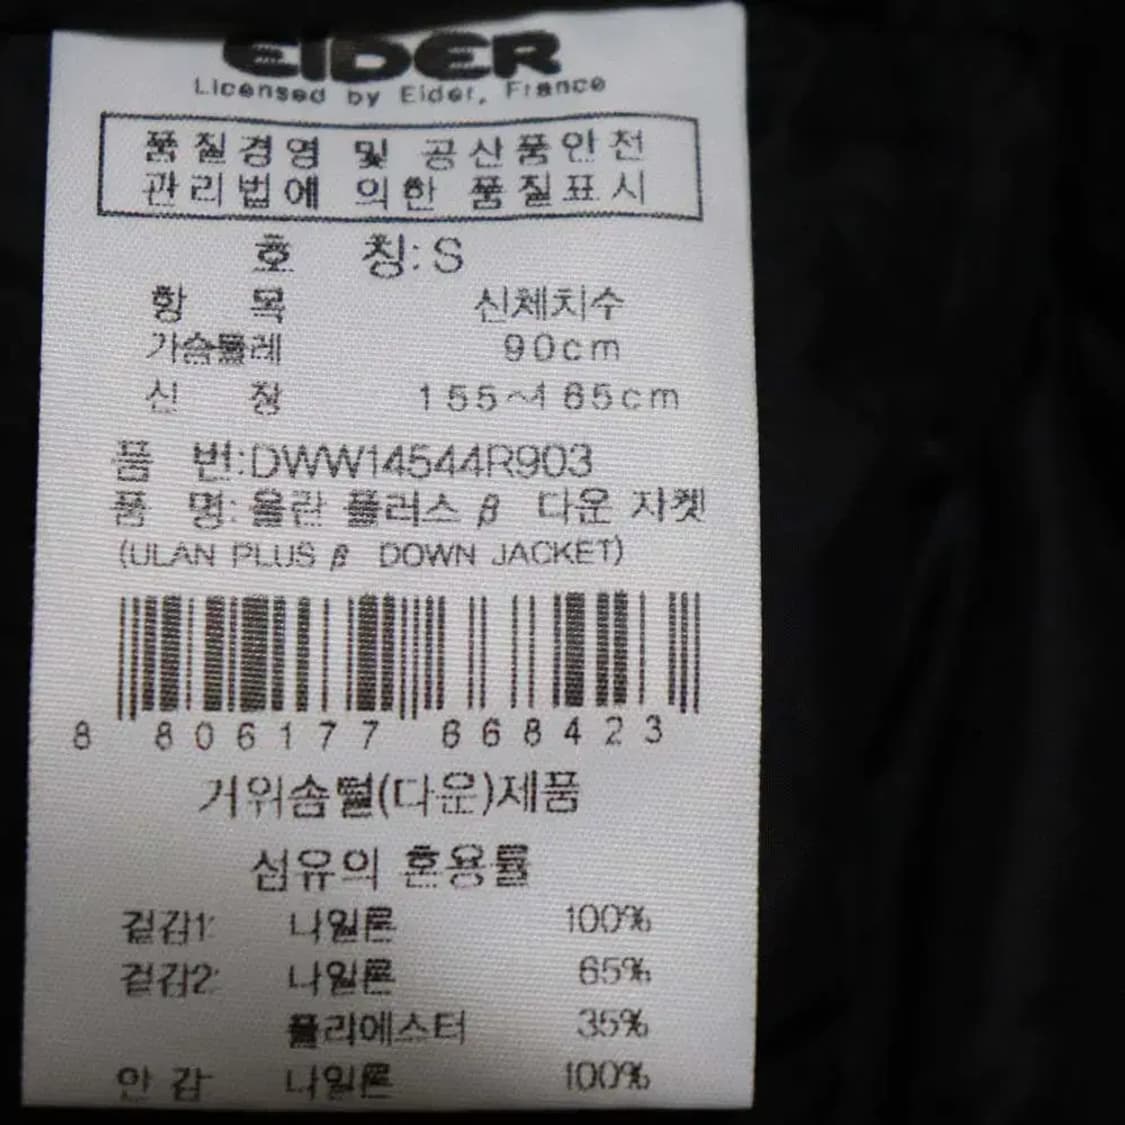 EIDER
Licensed by Eider, France
품질경영 및 공산품안전
관리법에 의한 품질표시
호 칭: S
항 목 신체치수
가슴둘레 90cm
신 장 155~165cm
품 번:DWW14544R903
품 명: 울란 플러스 β 다운 자켓
(ULAN PLUS β DOWN JACKET)
8 806177 668423
거위솜털(다운)제품
섬유의 혼용률
겉감1: 나일론 100%
겉감2: 나일론 65%
폴리에스터 35%
안 감 나일론 100%